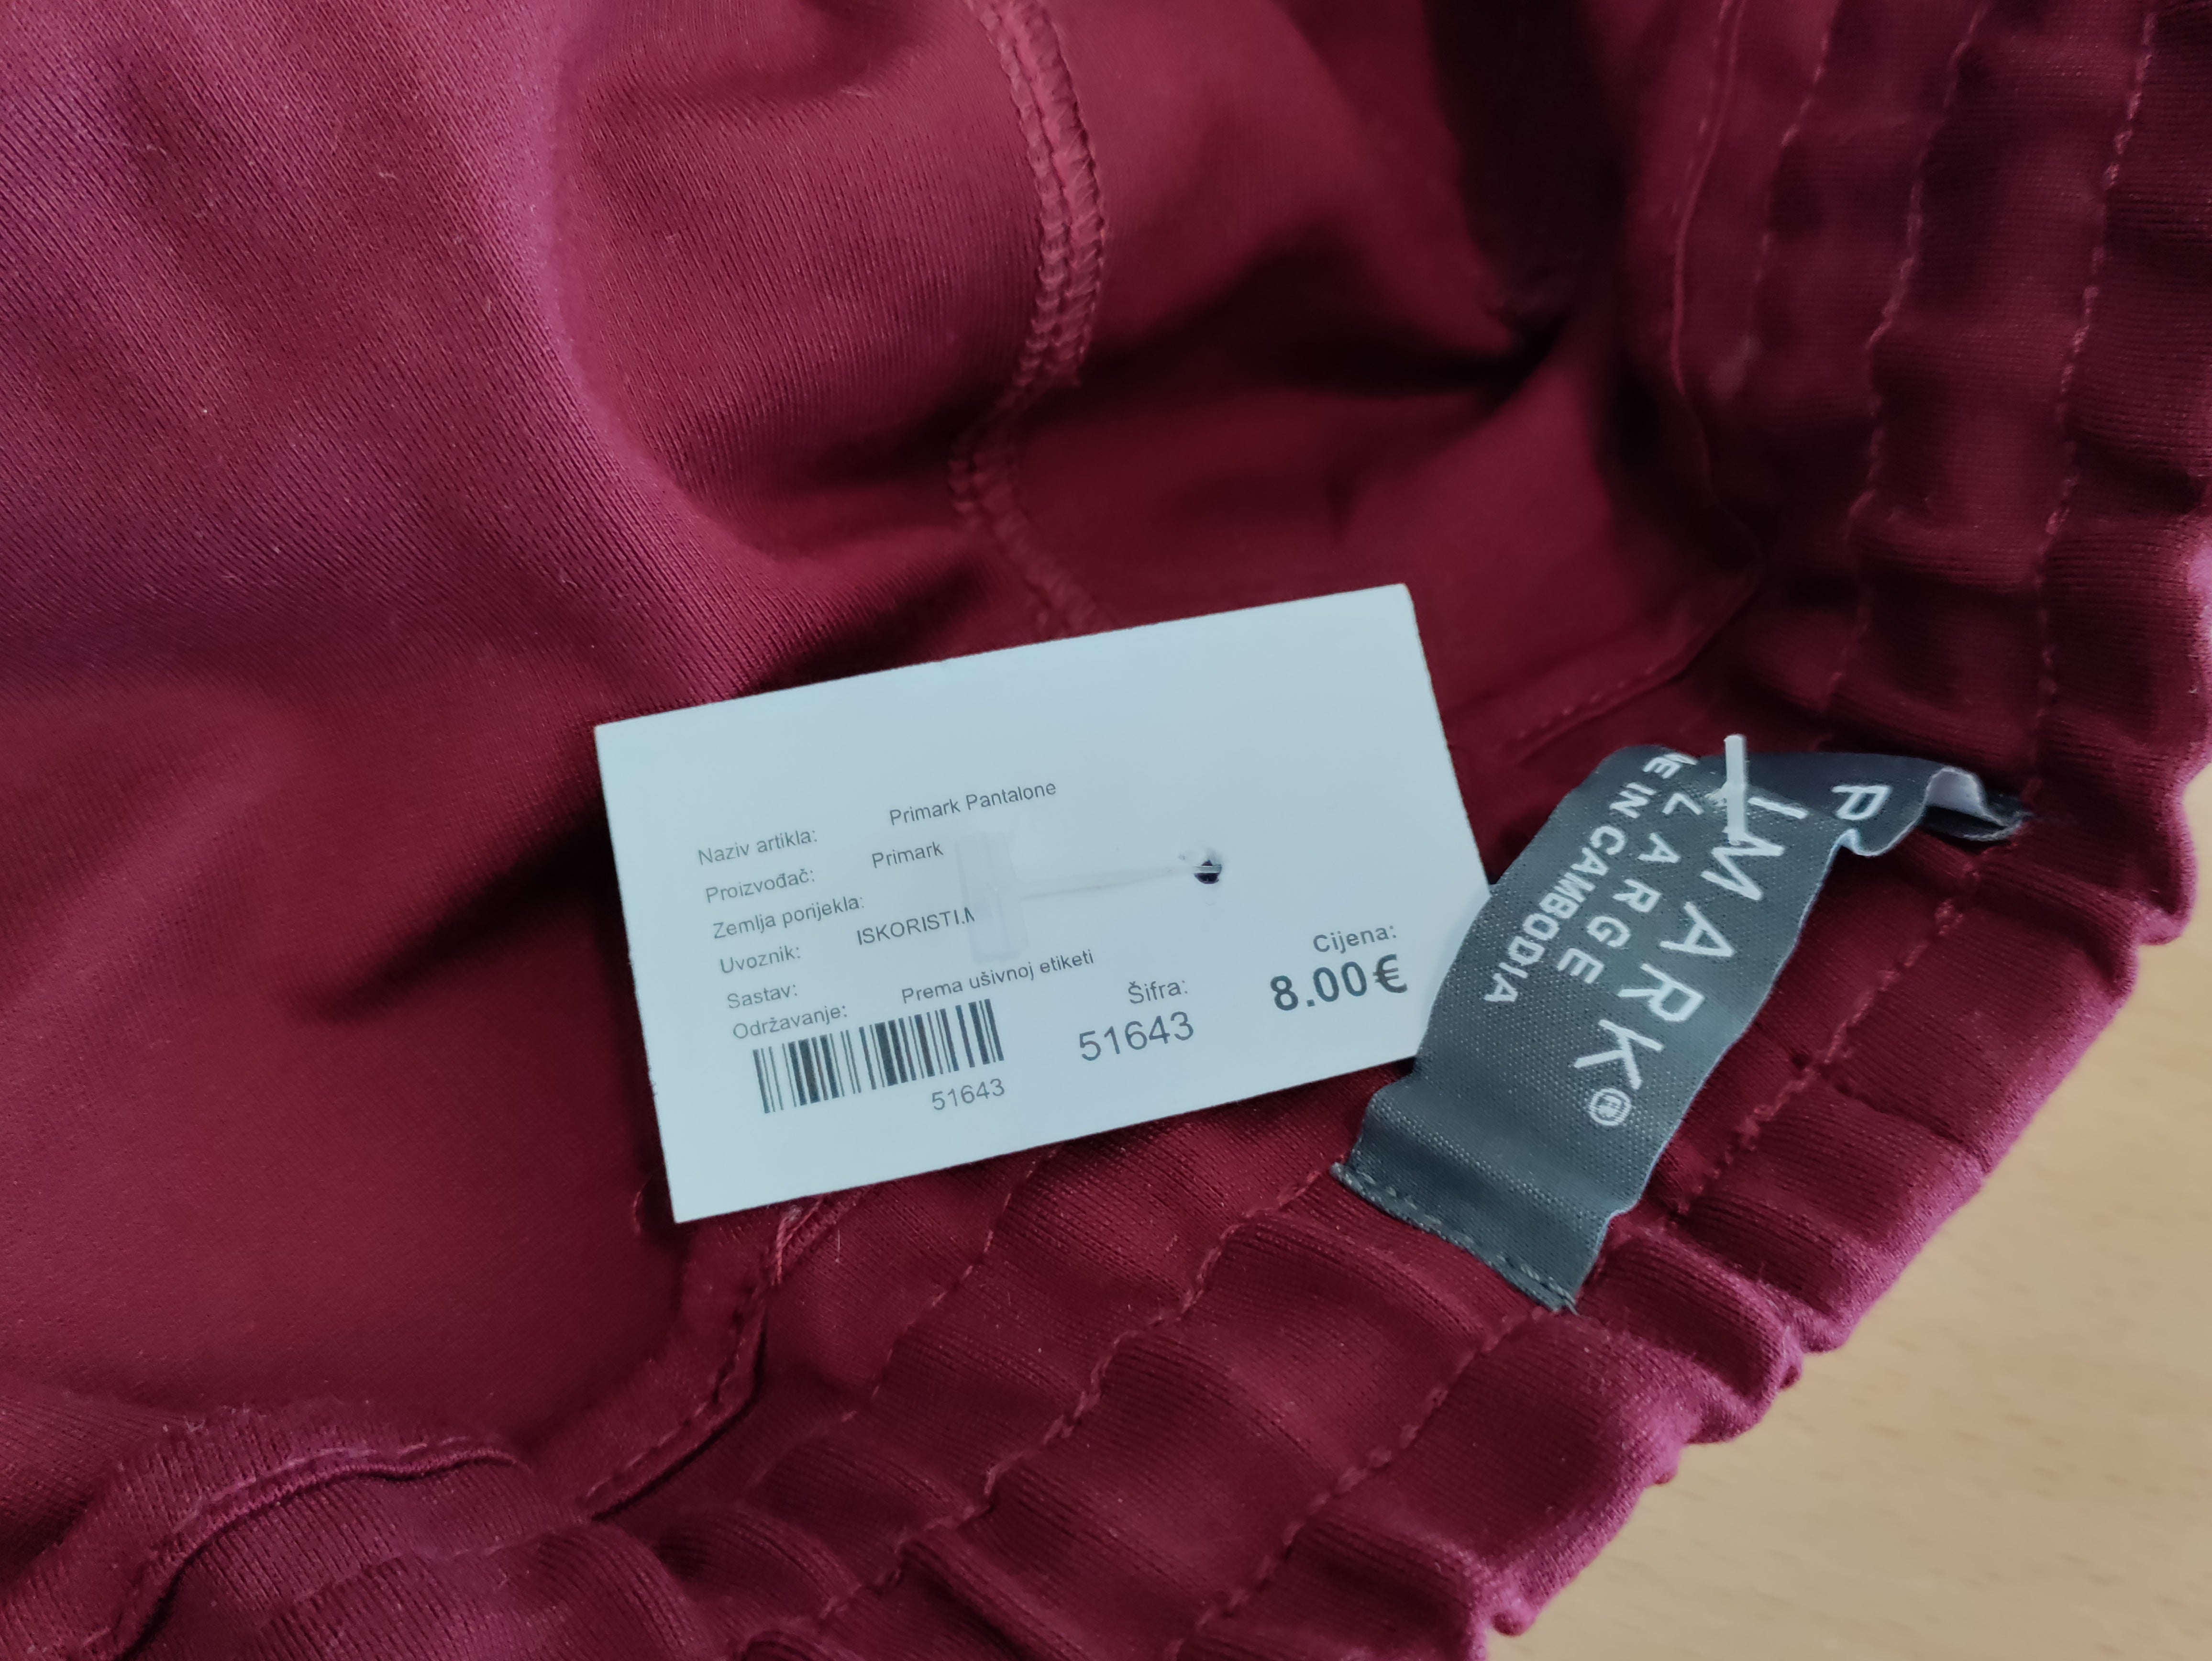 Naziv artikla: Primark Pantalone
Proizvođač: Primark
Zemlja porijekla:
Uvoznik: ISKORISTI.M
Sastav:
Održavanje: Prema ušivnoj etiketi
51643
Šifra:
51643
Cijena:
8.00€
PRIMARK®
LARGE
IN CAMBODIA